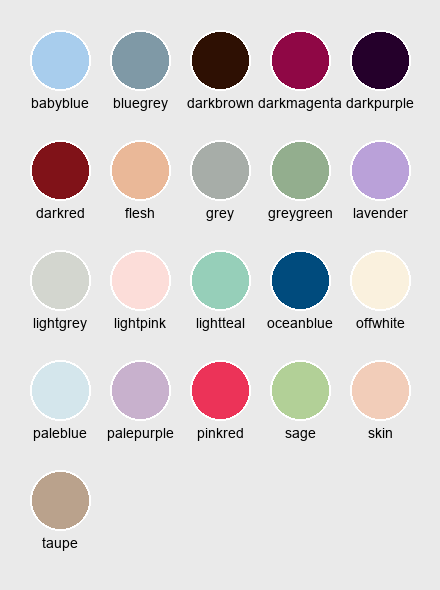 babyblue bluegrey darkbrown darkmagenta darkpurple
darkred flesh grey greygreen lavender
lightgrey lightpink lightteal oceanblue offwhite
paleblue palepurple pinkred sage skin
taupe